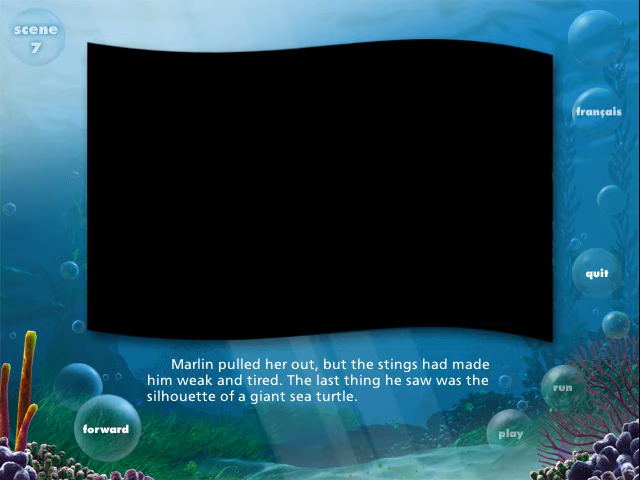 scene
7
français
quit
Marlin pulled her out, but the stings had made
him weak and tired. The last thing he saw was the
silhouette of a giant sea turtle.
run
forward
play